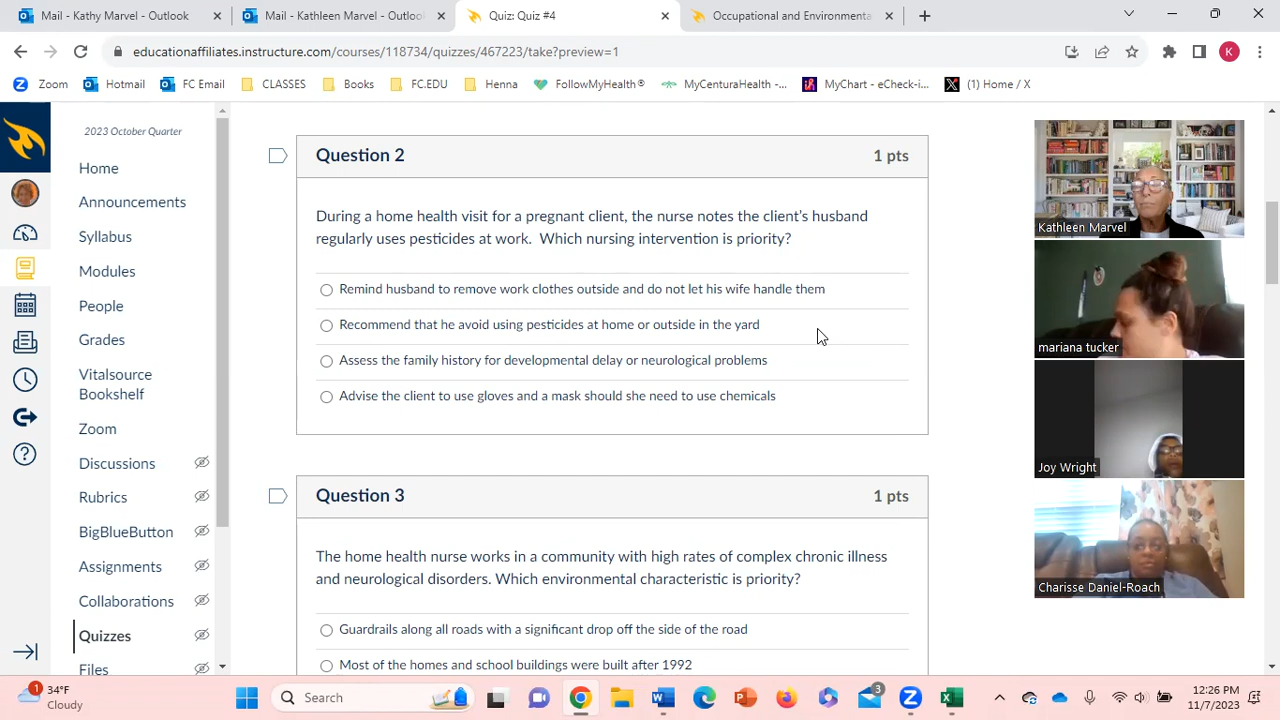 Mail - Kathy Marvel - Outlook
Mail - Kathleen Marvel - Outloo
Quiz: Quiz #4
Occupational and Environmenta
educationaffiliates.instructure.com/courses/118734/quizzes/467223/take?preview=1
K
Zoom
Hotmail
FC Email
CLASSES
Books
FC.EDU
Henna
FollowMyHealth®
MyCenturaHealth -...
MyChart - eCheck-i...
(1) Home / X
2023 October Quarter
Home
Announcements
Syllabus
Modules
People
Grades
Vitalsource
Bookshelf
Zoom
Discussions
Rubrics
BigBlueButton
Assignments
Collaborations
Quizzes
Files
Question 2
1 pts
During a home health visit for a pregnant client, the nurse notes the client's husband
regularly uses pesticides at work. Which nursing intervention is priority?
Remind husband to remove work clothes outside and do not let his wife handle them
Recommend that he avoid using pesticides at home or outside in the yard
Assess the family history for developmental delay or neurological problems
Advise the client to use gloves and a mask should she need to use chemicals
Question 3
1 pts
The home health nurse works in a community with high rates of complex chronic illness
and neurological disorders. Which environmental characteristic is priority?
Guardrails along all roads with a significant drop off the side of the road
Most of the homes and school buildings were built after 1992
Kathleen Marvel
mariana tucker
Joy Wright
Charisse Daniel-Roach
1
34°F
Cloudy
Search
3
12:26 PM
11/7/2023